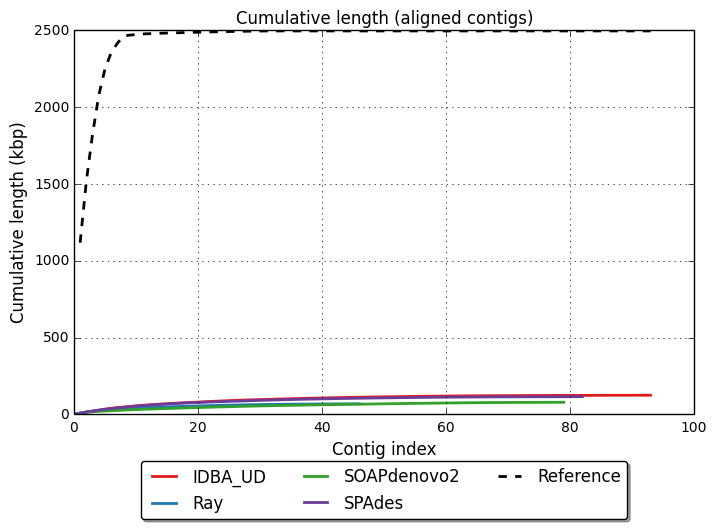 Cumulative length (aligned contigs)
2500
2000
1500
1000
500
0
Cumulative length (kbp)
0 20 40 60 80 100
Contig index
IDBA_UD SOAPdenovo2 Reference
Ray SPAdes